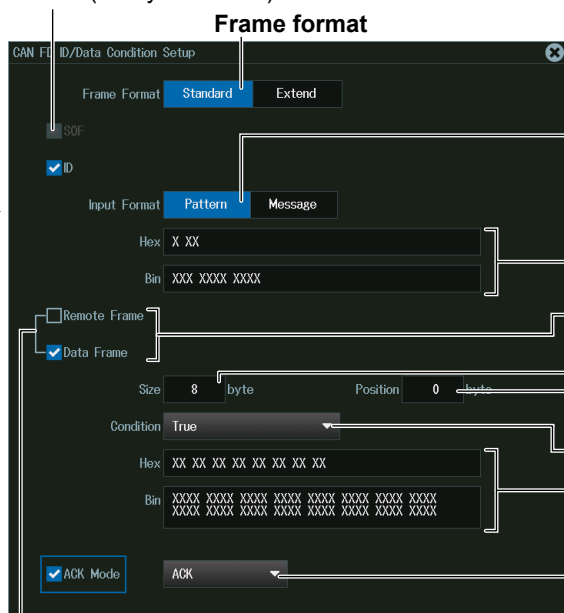 Frame format
CAN FD ID/Data Condition Setup
Frame Format Standard Extend
SOF
ID
Input Format Pattern Message
Hex X XX
Bin XXX XXXX XXXX
Remote Frame
Data Frame
Size 8 byte Position 0 byte
Condition True
Hex XX XX XX XX XX XX XX XX
Bin XXXX XXXX XXXX XXXX XXXX XXXX XXXX XXXX
XXXX XXXX XXXX XXXX XXXX XXXX XXXX XXXX
ACK Mode ACK